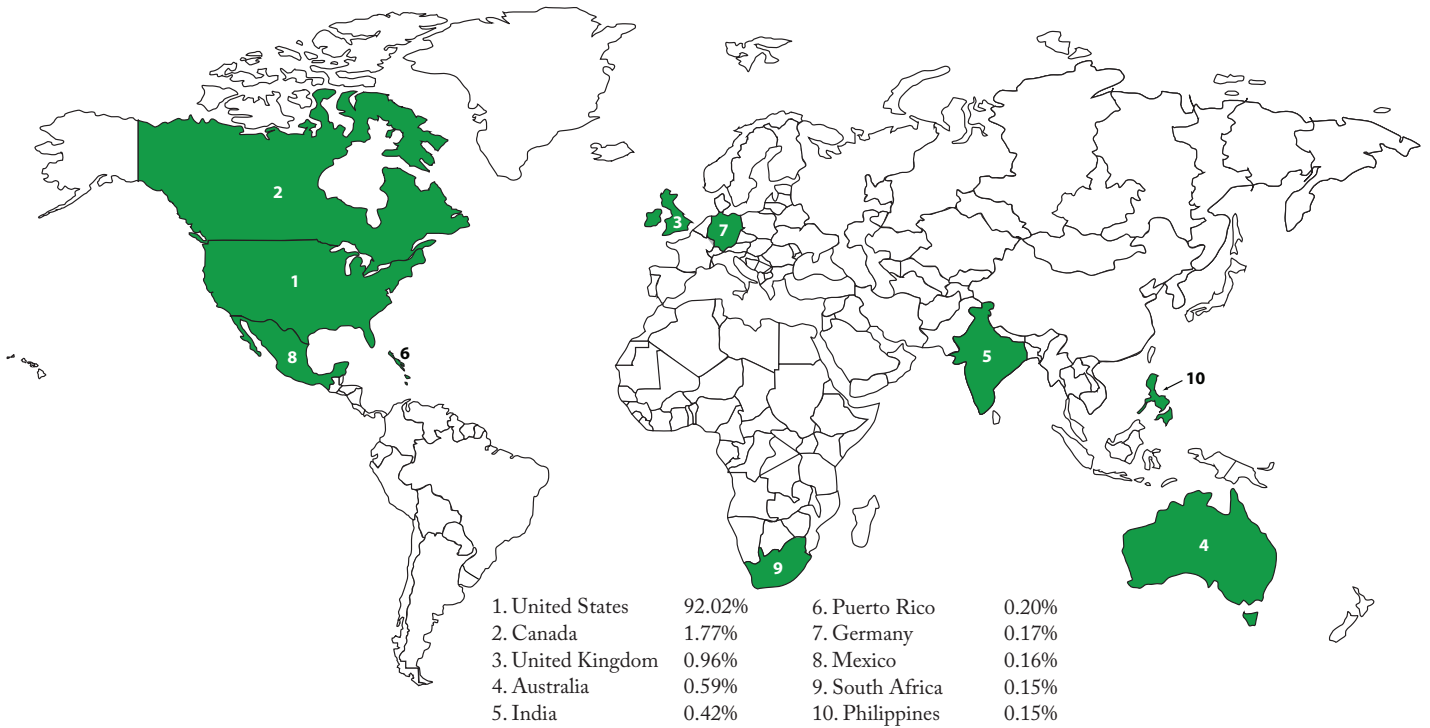 2
3
7
1
8
6
5
10
4
9
1. United States 92.02% 6. Puerto Rico 0.20%
2. Canada 1.77% 7. Germany 0.17%
3. United Kingdom 0.96% 8. Mexico 0.16%
4. Australia 0.59% 9. South Africa 0.15%
5. India 0.42% 10. Philippines 0.15%